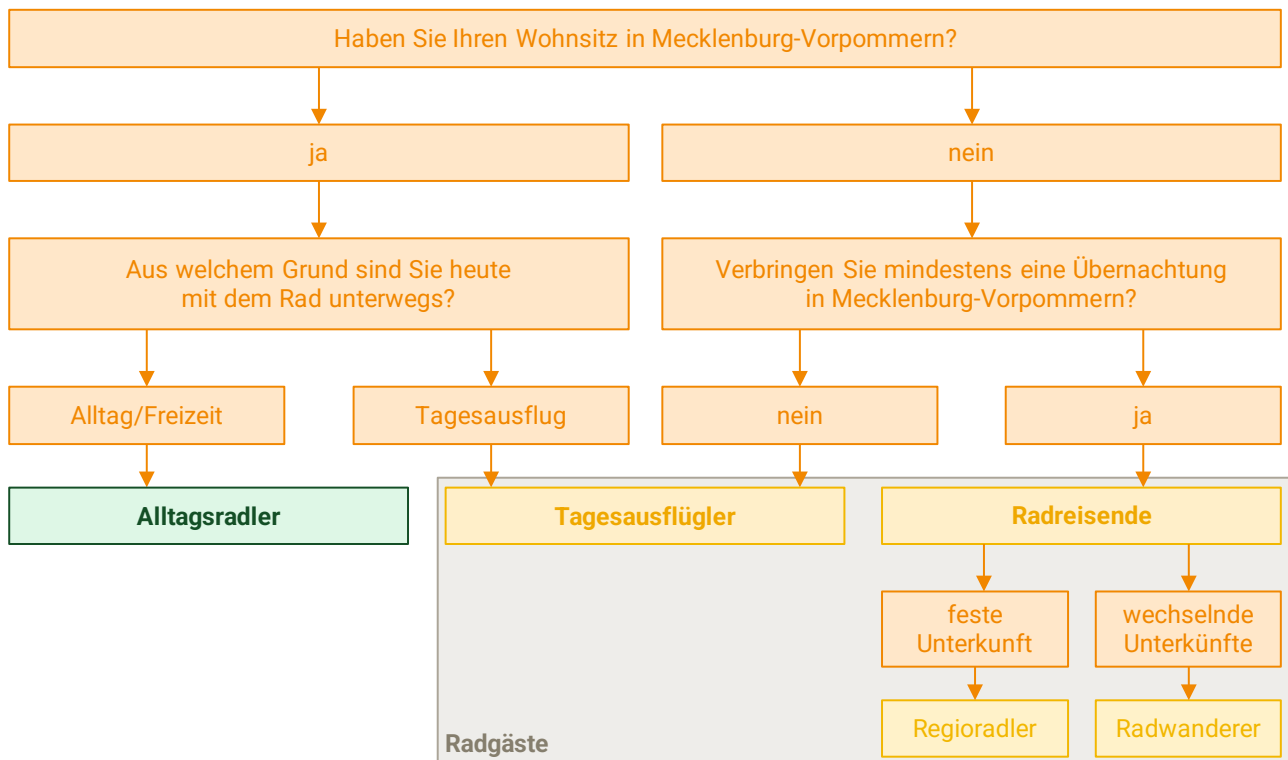 Haben Sie Ihren Wohnsitz in Mecklenburg-Vorpommern?
ja
nein
Aus welchem Grund sind Sie heute
mit dem Rad unterwegs?
Verbringen Sie mindestens eine Übernachtung
in Mecklenburg-Vorpommern?
Alltag/Freizeit
Tagesausflug
nein
ja
Alltagsradler
Tagesausflügler
Radreisende
feste
Unterkunft
wechselnde
Unterkünfte
Regioradler
Radwanderer
Radgäste